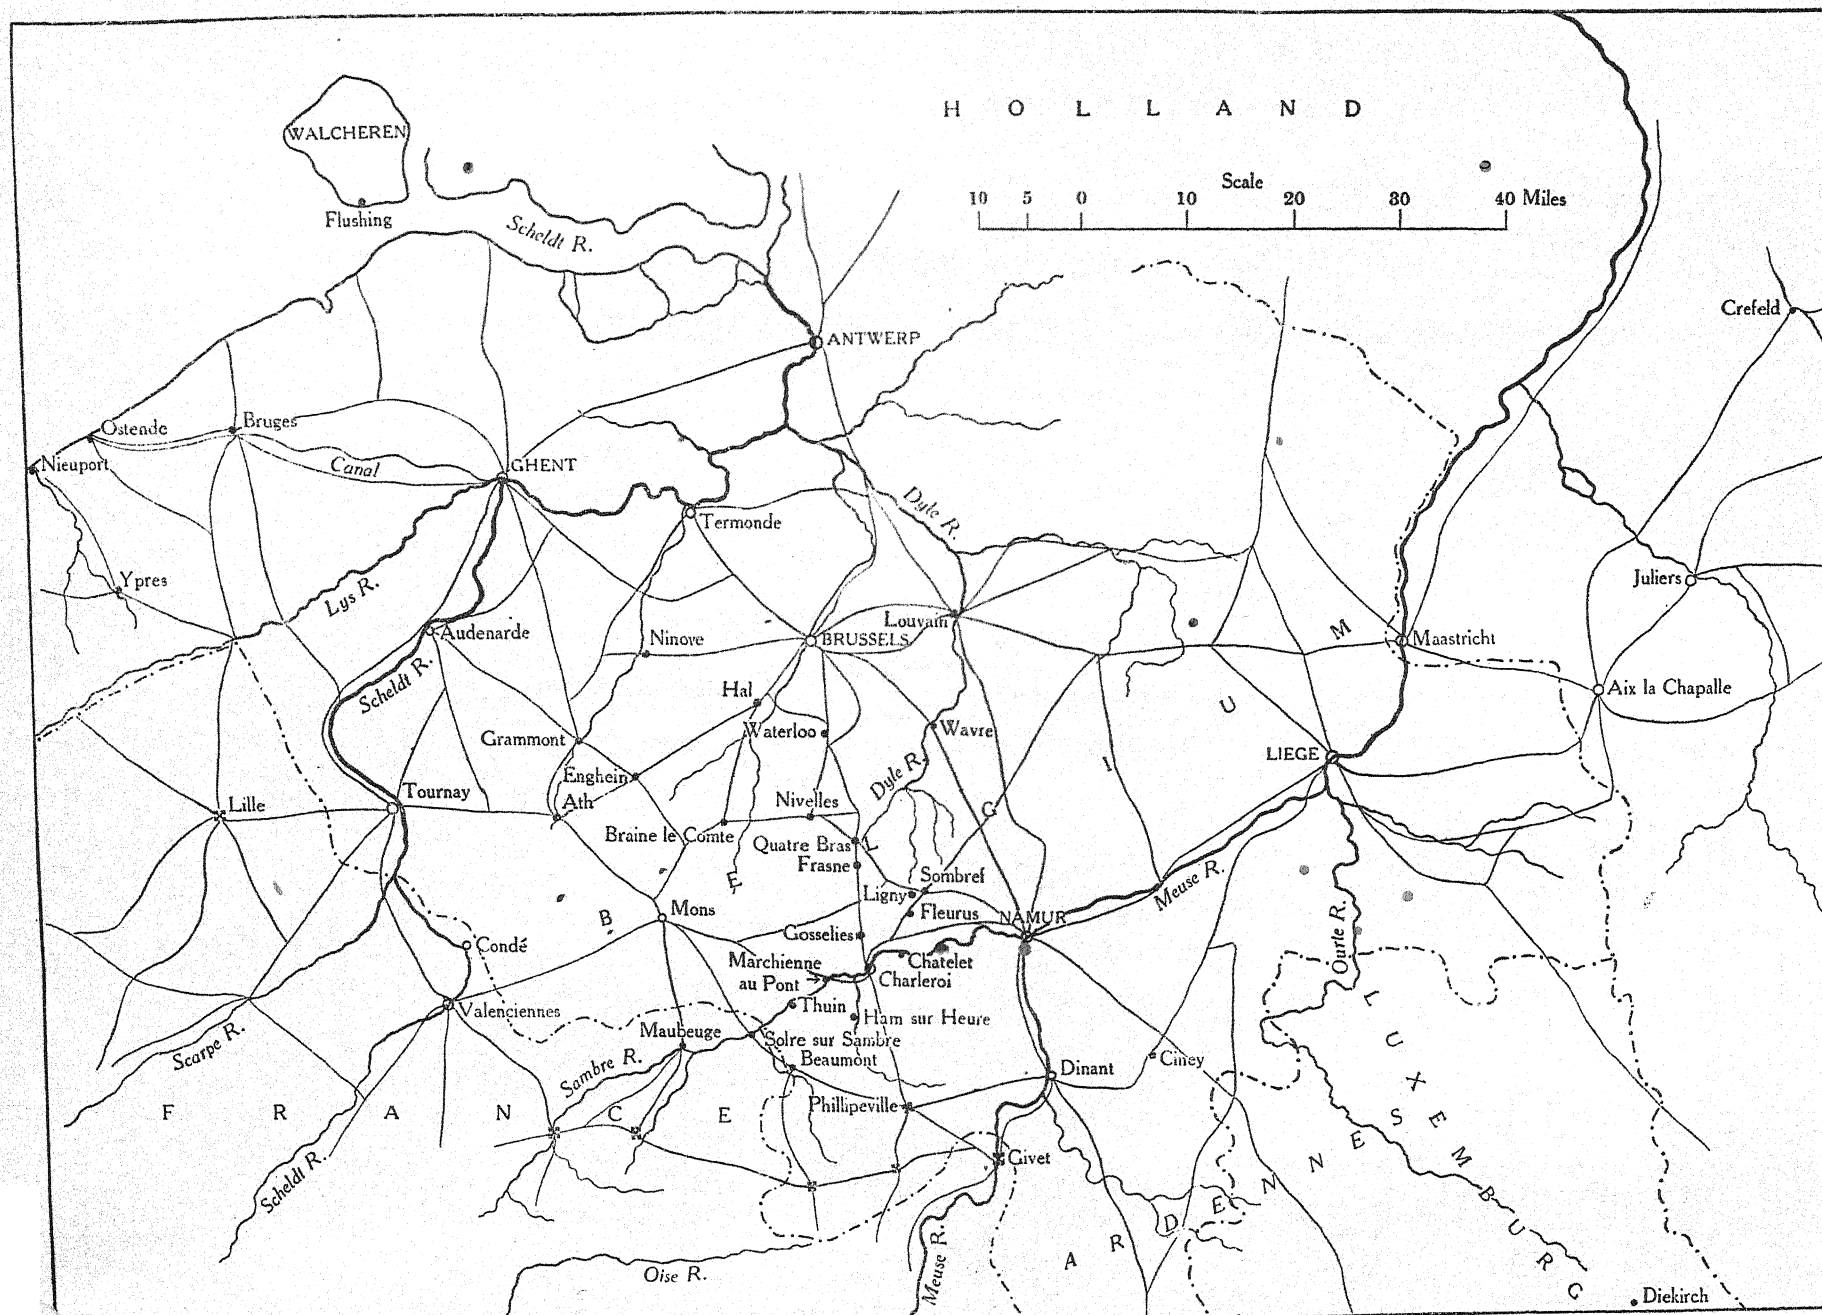 HOLLAND
WALCHEREN
Flushing
Scale
10 5 0 10 20 30 40 Miles
Scheldt R.
Crefeld
ANTWERP
Ostende
Bruges
Nieuport
Canal
GHENT
Dyle R.
Termonde
Ypres
Lys R.
Juliers
Audenarde
Ninove
BRUSSELS
Louvain
Maastricht
Scheldt R.
Hal
Aix la Chapalle
Grammont
Waterloo
Wavre
LIEGE
Enghein
Dyle R.
Lille
Tournay
Ath
Nivelles
Braine le Comte
Quatre Bras
Frasne
Sombref
Ligny
Meuse R.
Fleurus
NAMUR
Mons
Gosselies
Ourte R.
Condé
Marchienne
au Pont
Chatelet
Charleroi
Thuin
Valenciennes
Ham sur Heure
Scarpe R.
Maubeuge
Solre sur Sambre
Sambre R.
Beaumont
Dinant
Ciney
Phillipeville
FRANCE
BELGIUM
LUXEMBURG
Givet
Scheldt R.
ARDENNES
Meuse R.
Oise R.
Diekirch